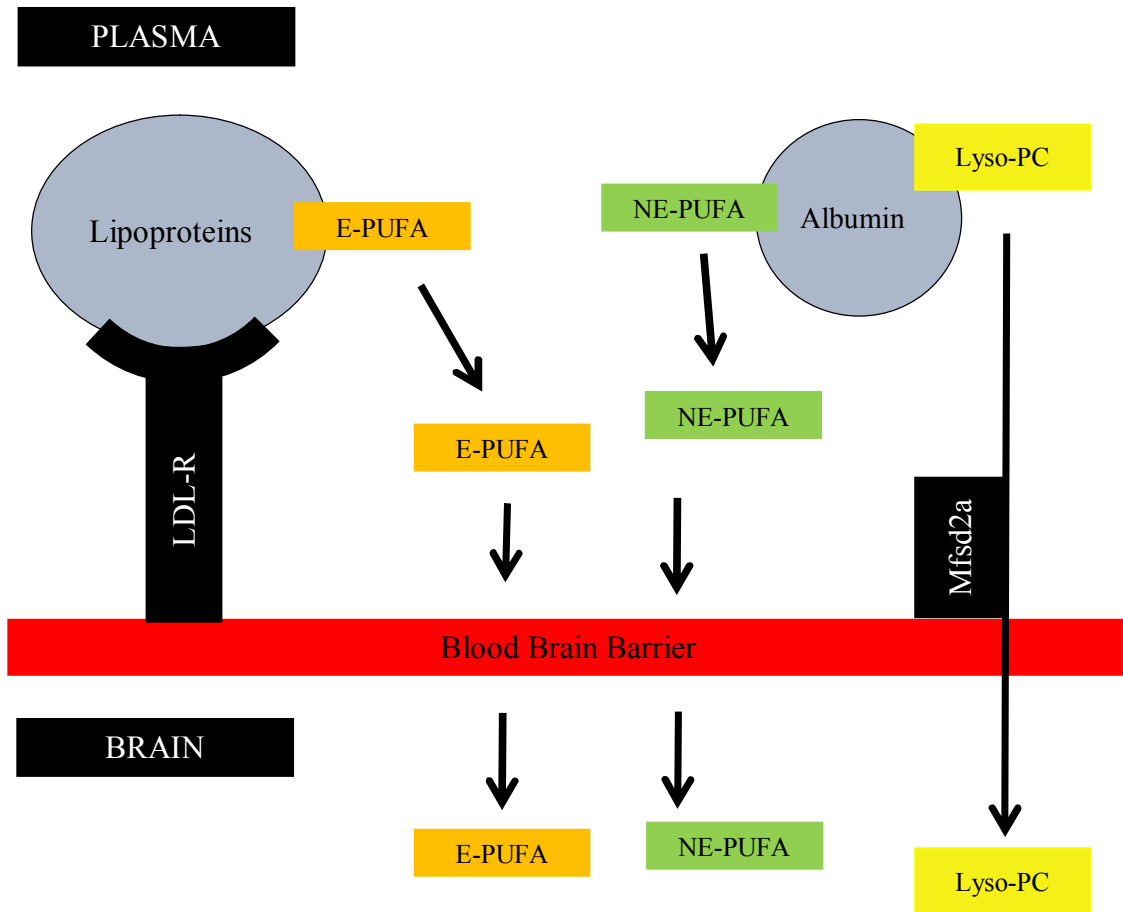 PLASMA
Lyso-PC
NE-PUFA
Albumin
Lipoproteins
E-PUFA
NE-PUFA
E-PUFA
LDL-R
Mfsd2a
Blood Brain Barrier
BRAIN
E-PUFA
NE-PUFA
Lyso-PC